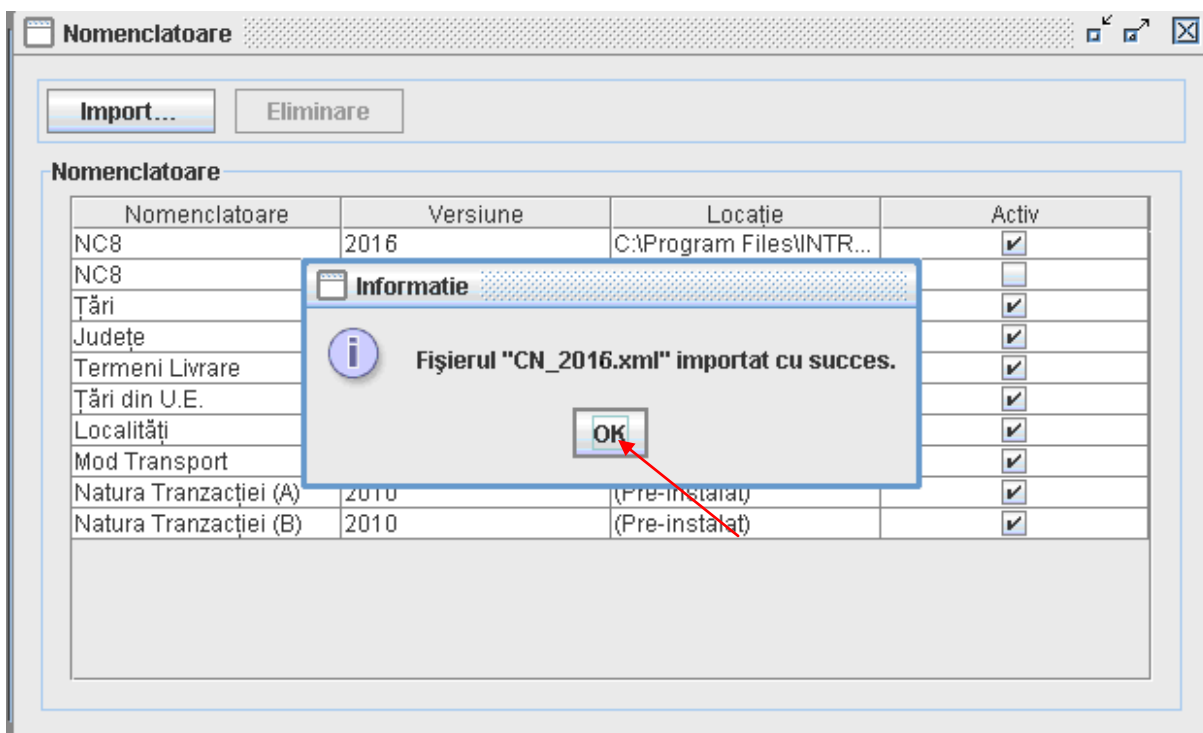 Nomenclatoare
Import... Eliminare
Nomenclatoare
Nomenclatoare Versiune Locație Activ
NC8 2016 C:\Program Files\INTR...
NC8
Informatie
Țări
Județe
Fişierul "CN_2016.xml" importat cu succes.
Termeni Livrare
Țări din U.E.
Localități
OK
Mod Transport
Natura Tranzacției (A) 2010 (Pre-instalat)
Natura Tranzacției (B) 2010 (Pre-instalat)